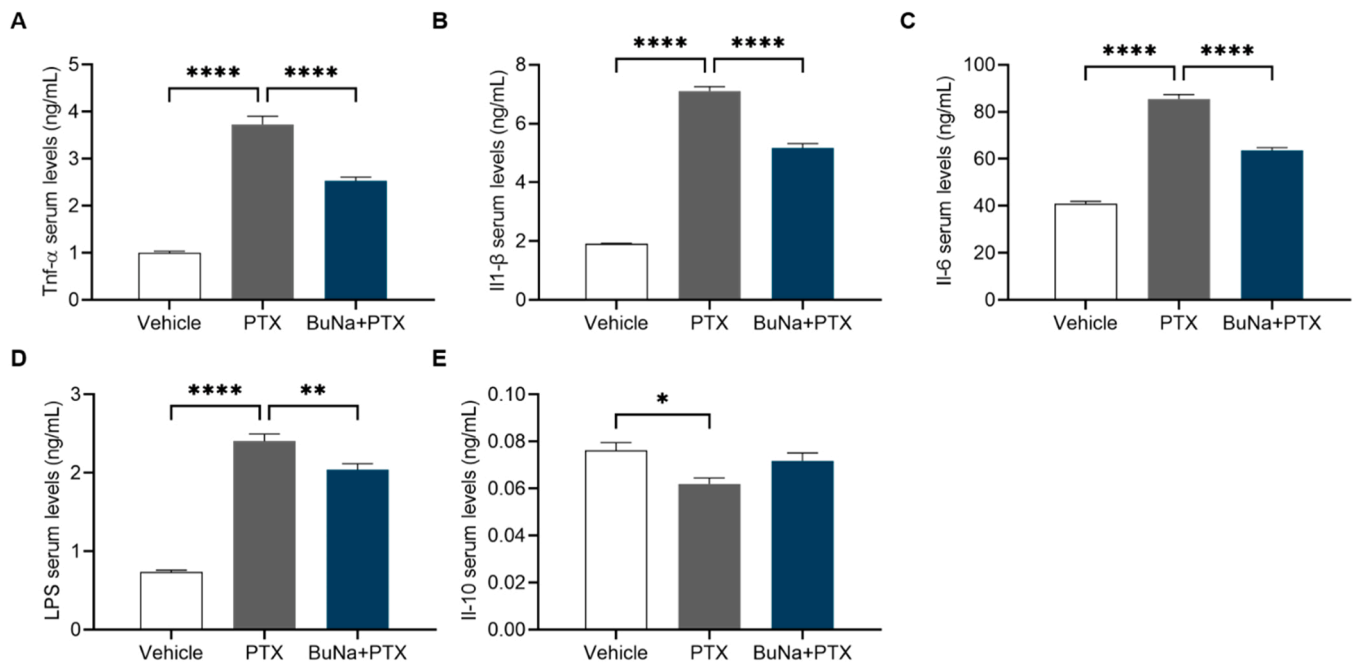 A
Tnf-α serum levels (ng/mL)
5
4
3
2
1
0
**** ****
Vehicle PTX BuNa+PTX
B
Il1-β serum levels (ng/mL)
8
6
4
2
0
**** ****
Vehicle PTX BuNa+PTX
C
Il-6 serum levels (ng/mL)
100
80
60
40
20
0
**** ****
Vehicle PTX BuNa+PTX
D
LPS serum levels (ng/mL)
3
2
1
0
**** **
Vehicle PTX BuNa+PTX
E
Il-10 serum levels (ng/mL)
0.10
0.08
0.06
0.04
0.02
0.00
*
Vehicle PTX BuNa+PTX